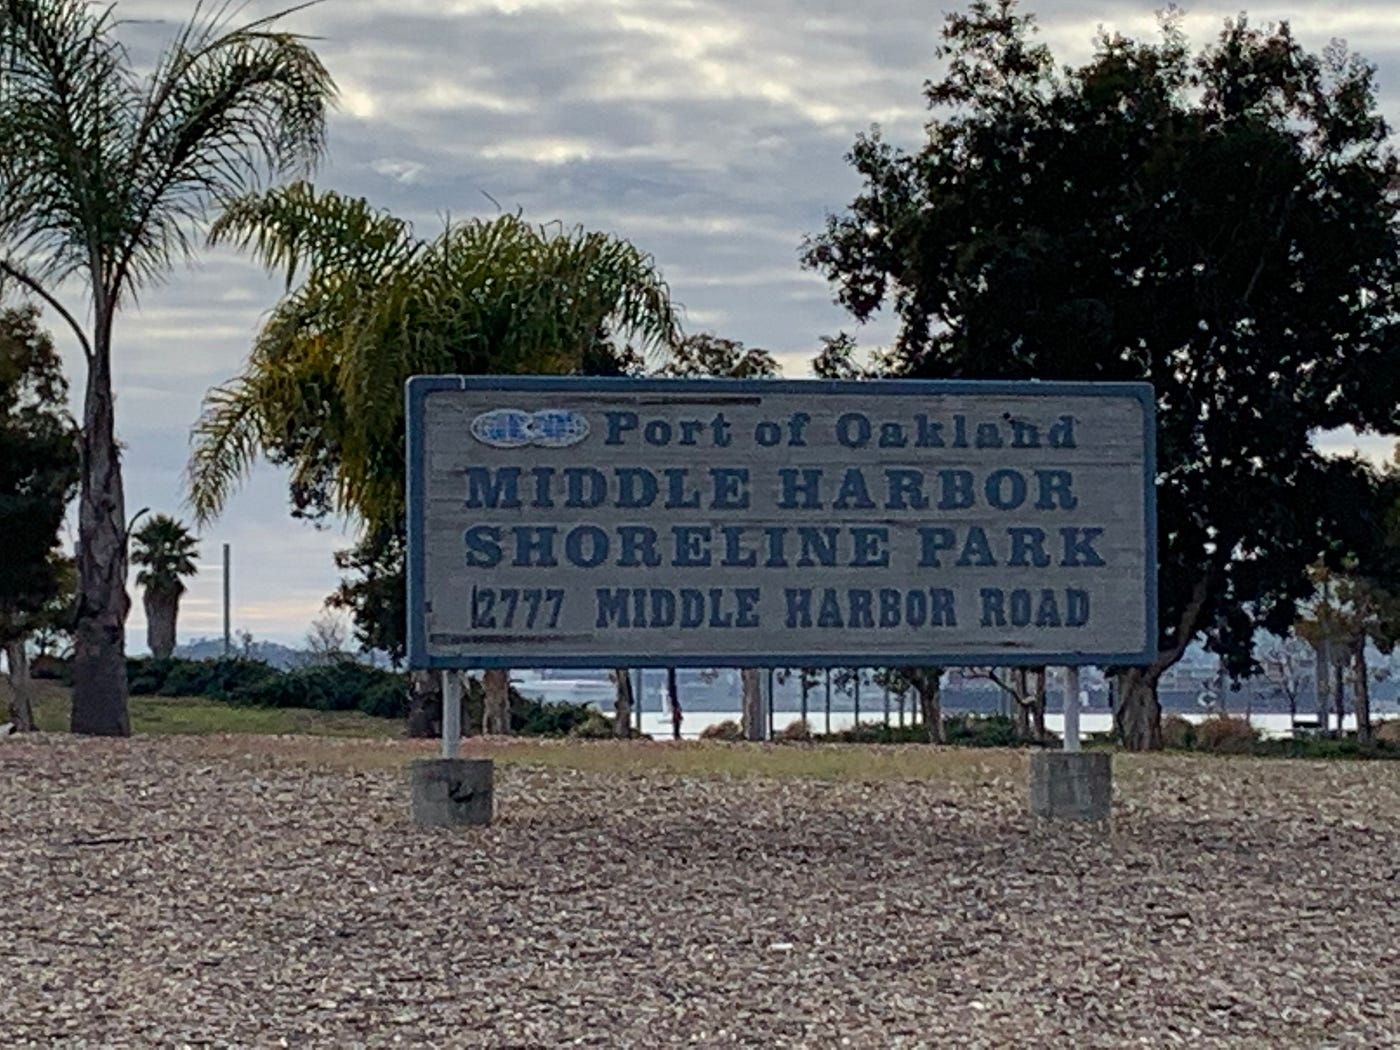 Port of Oakland
MIDDLE HARBOR
SHORELINE PARK
2777 MIDDLE HARBOR ROAD